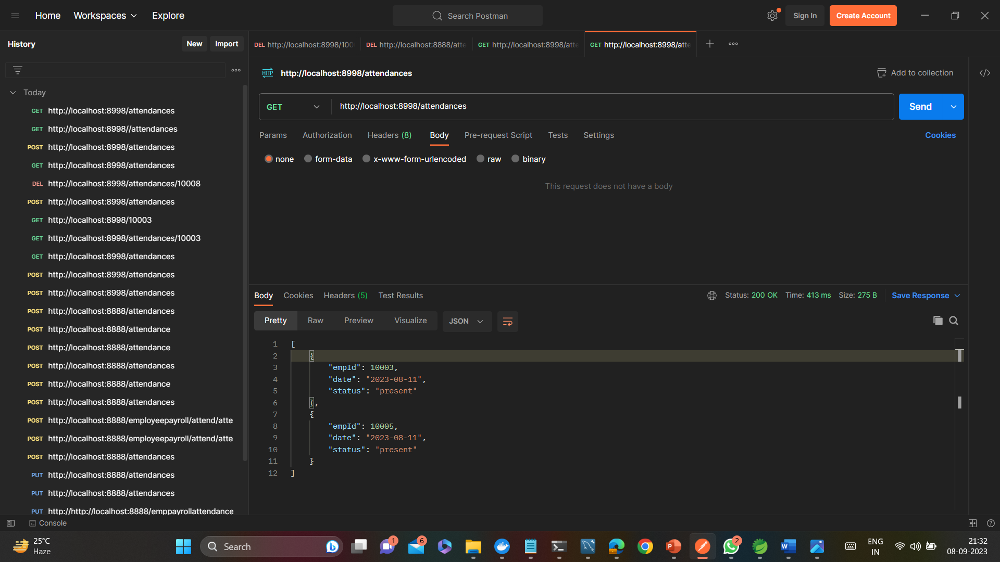 Home Workspaces Explore
Search Postman
Sign In Create Account
History New Import
DEL http://localhost:8998/100
DEL http://localhost:8888/atte
GET http://localhost:8998/atte
GET http://localhost:8998/atte
Today
GET http://localhost:8998/attendances
GET http://localhost:8998//attendances
POST http://localhost:8998/attendances
GET http://localhost:8998/attendances
DEL http://localhost:8998/attendances/10008
POST http://localhost:8998/attendances
GET http://localhost:8998/10003
GET http://localhost:8998/attendances/10003
GET http://localhost:8998/attendances
POST http://localhost:8998/attendances
POST http://localhost:8998/attendances
POST http://localhost:8888/attendances
POST http://localhost:8888/attendance
POST http://localhost:8888/attendance
POST http://localhost:8888/attendances
POST http://localhost:8888/attendance
POST http://localhost:8888/attendances
POST http://localhost:8888/employeepayroll/attend/atte
POST http://localhost:8888/employeepayroll/attend/atte
POST http://localhost:8888/attendances
PUT http://localhost:8888/attendances
PUT http://localhost:8888/attendances
PUT http://http://localhost:8888/emppayrollattendance
HTTP http://localhost:8998/attendances
Add to collection
GET http://localhost:8998/attendances
Send
Params Authorization Headers (8) Body Pre-request Script Tests Settings
Cookies
none form-data x-www-form-urlencoded raw binary
This request does not have a body
Body Cookies Headers (5) Test Results
Status: 200 OK Time: 413 ms Size: 275 B Save Response
Pretty Raw Preview Visualize JSON
1 [
2 {
3 "empId": 10003,
4 "date": "2023-08-11",
5 "status": "present"
6 },
7 {
8 "empId": 10005,
9 "date": "2023-08-11",
10 "status": "present"
11 }
12 ]
Console
25°C
Haze
Search
1
6
2
ENG
IN
21:32
08-09-2023